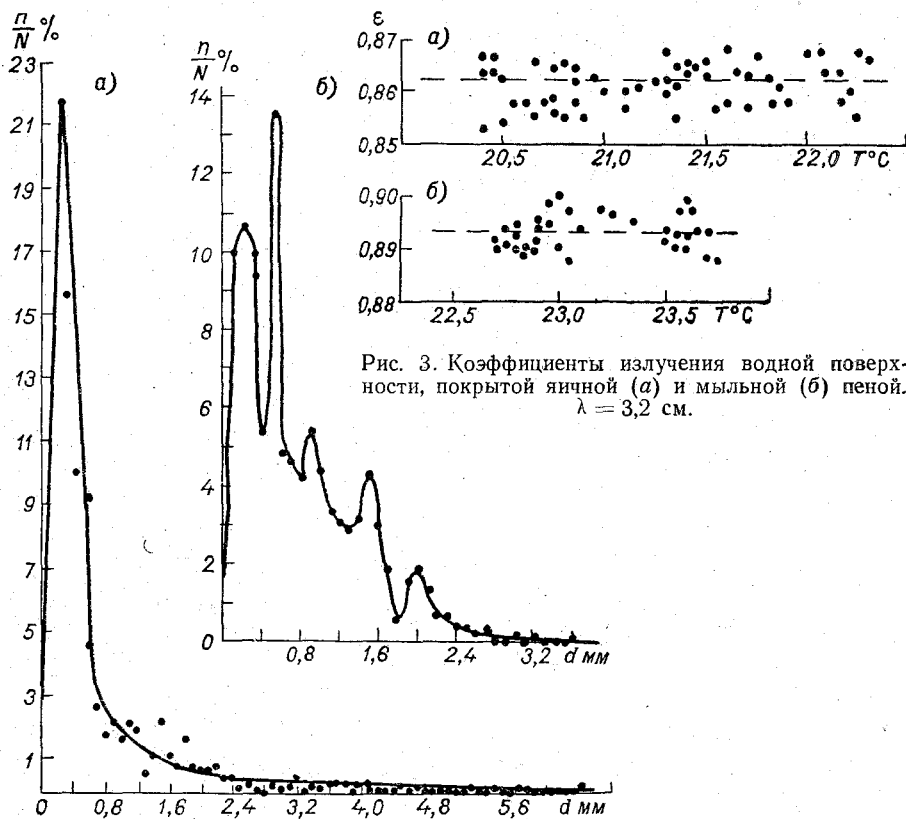 n/N %
23
21
19
17
15
13
11
9
7
5
3
1
а)
0 0,8 1,6 2,4 3,2 4,0 4,8 5,6 d мм
n/N %
14
12
10
8
6
4
2
0
б)
0,8 1,6 2,4 3,2 d мм
ε
0,87
0,86
0,85
а)
20,5 21,0 21,5 22,0 T°C
0,90
0,89
0,88
б)
22,5 23,0 23,5 T°C
Рис. 3. Коэффициенты излучения водной поверх-
ности, покрытой яичной (а) и мыльной (б) пеной.
λ = 3,2 см.